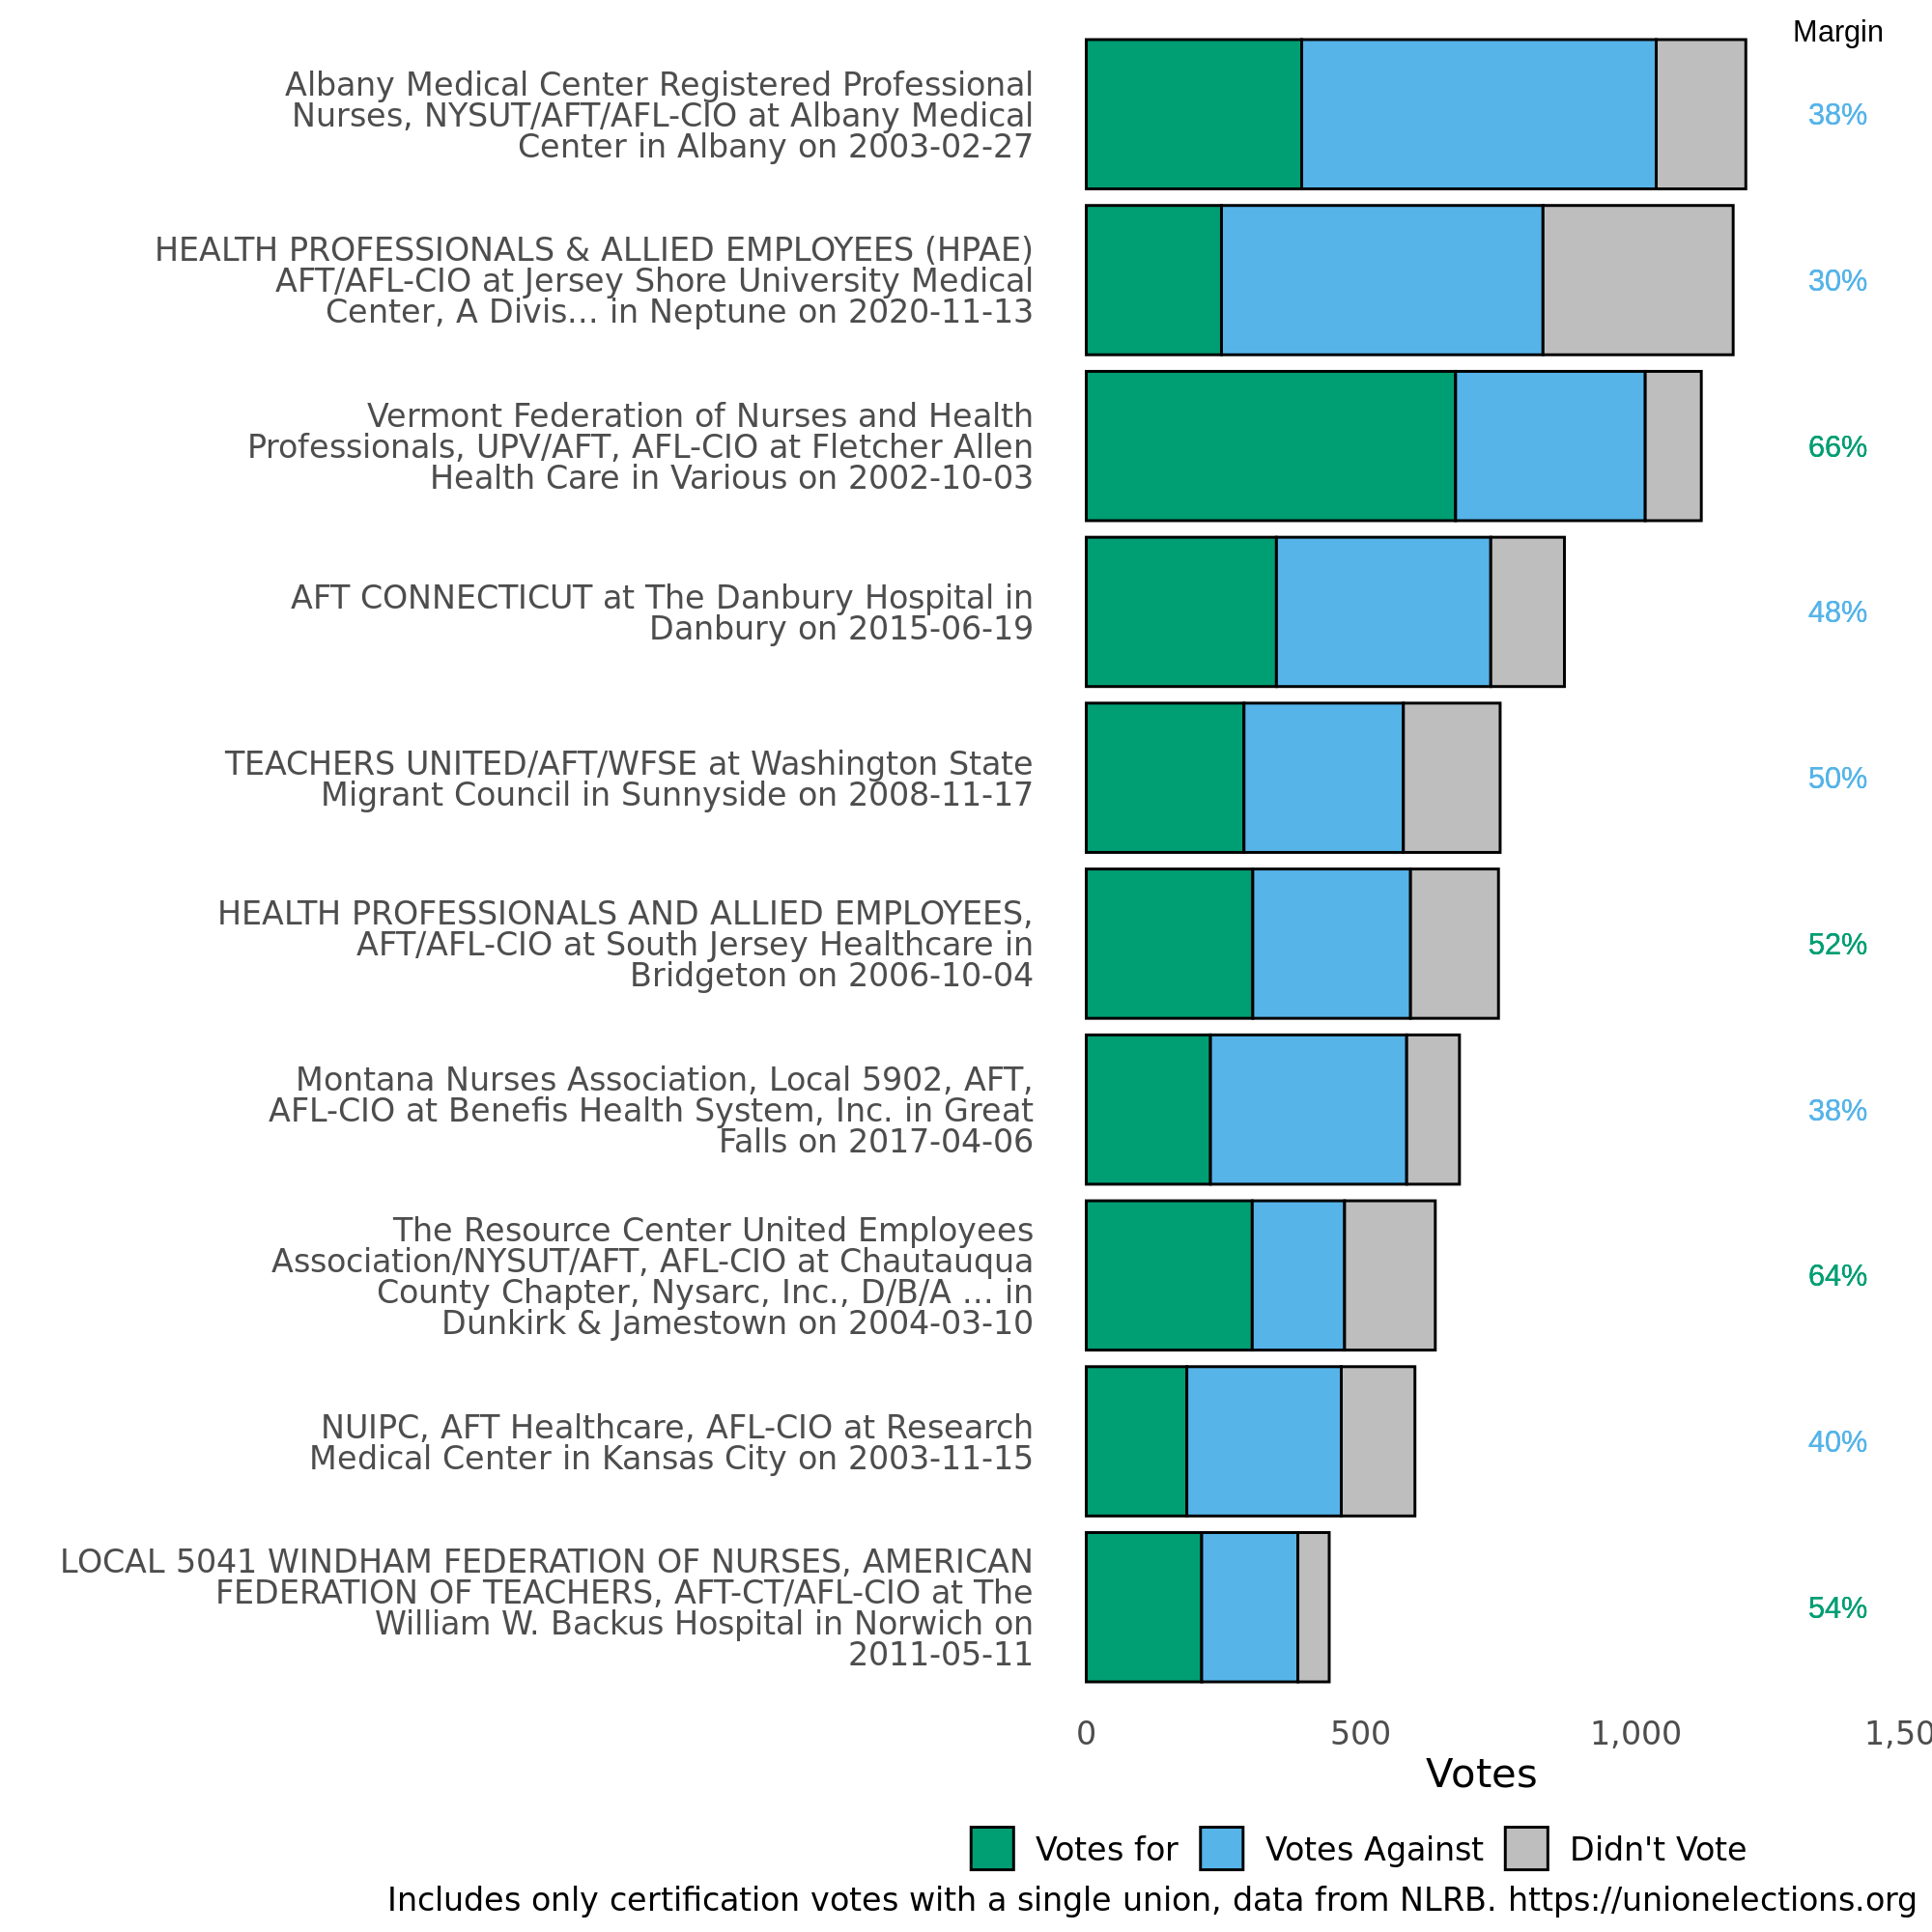 Margin
Albany Medical Center Registered Professional
Nurses, NYSUT/AFT/AFL-CIO at Albany Medical
Center in Albany on 2003-02-27
38%
HEALTH PROFESSIONALS & ALLIED EMPLOYEES (HPAE)
AFT/AFL-CIO at Jersey Shore University Medical
Center, A Divis... in Neptune on 2020-11-13
30%
Vermont Federation of Nurses and Health
Professionals, UPV/AFT, AFL-CIO at Fletcher Allen
Health Care in Various on 2002-10-03
66%
AFT CONNECTICUT at The Danbury Hospital in
Danbury on 2015-06-19
48%
TEACHERS UNITED/AFT/WFSE at Washington State
Migrant Council in Sunnyside on 2008-11-17
50%
HEALTH PROFESSIONALS AND ALLIED EMPLOYEES,
AFT/AFL-CIO at South Jersey Healthcare in
Bridgeton on 2006-10-04
52%
Montana Nurses Association, Local 5902, AFT,
AFL-CIO at Benefis Health System, Inc. in Great
Falls on 2017-04-06
38%
The Resource Center United Employees
Association/NYSUT/AFT, AFL-CIO at Chautauqua
County Chapter, Nysarc, Inc., D/B/A ... in
Dunkirk & Jamestown on 2004-03-10
64%
NUIPC, AFT Healthcare, AFL-CIO at Research
Medical Center in Kansas City on 2003-11-15
40%
LOCAL 5041 WINDHAM FEDERATION OF NURSES, AMERICAN
FEDERATION OF TEACHERS, AFT-CT/AFL-CIO at The
William W. Backus Hospital in Norwich on
2011-05-11
54%
0 500 1,000 1,50
Votes
Votes for Votes Against Didn't Vote
Includes only certification votes with a single union, data from NLRB. https://unionelections.org